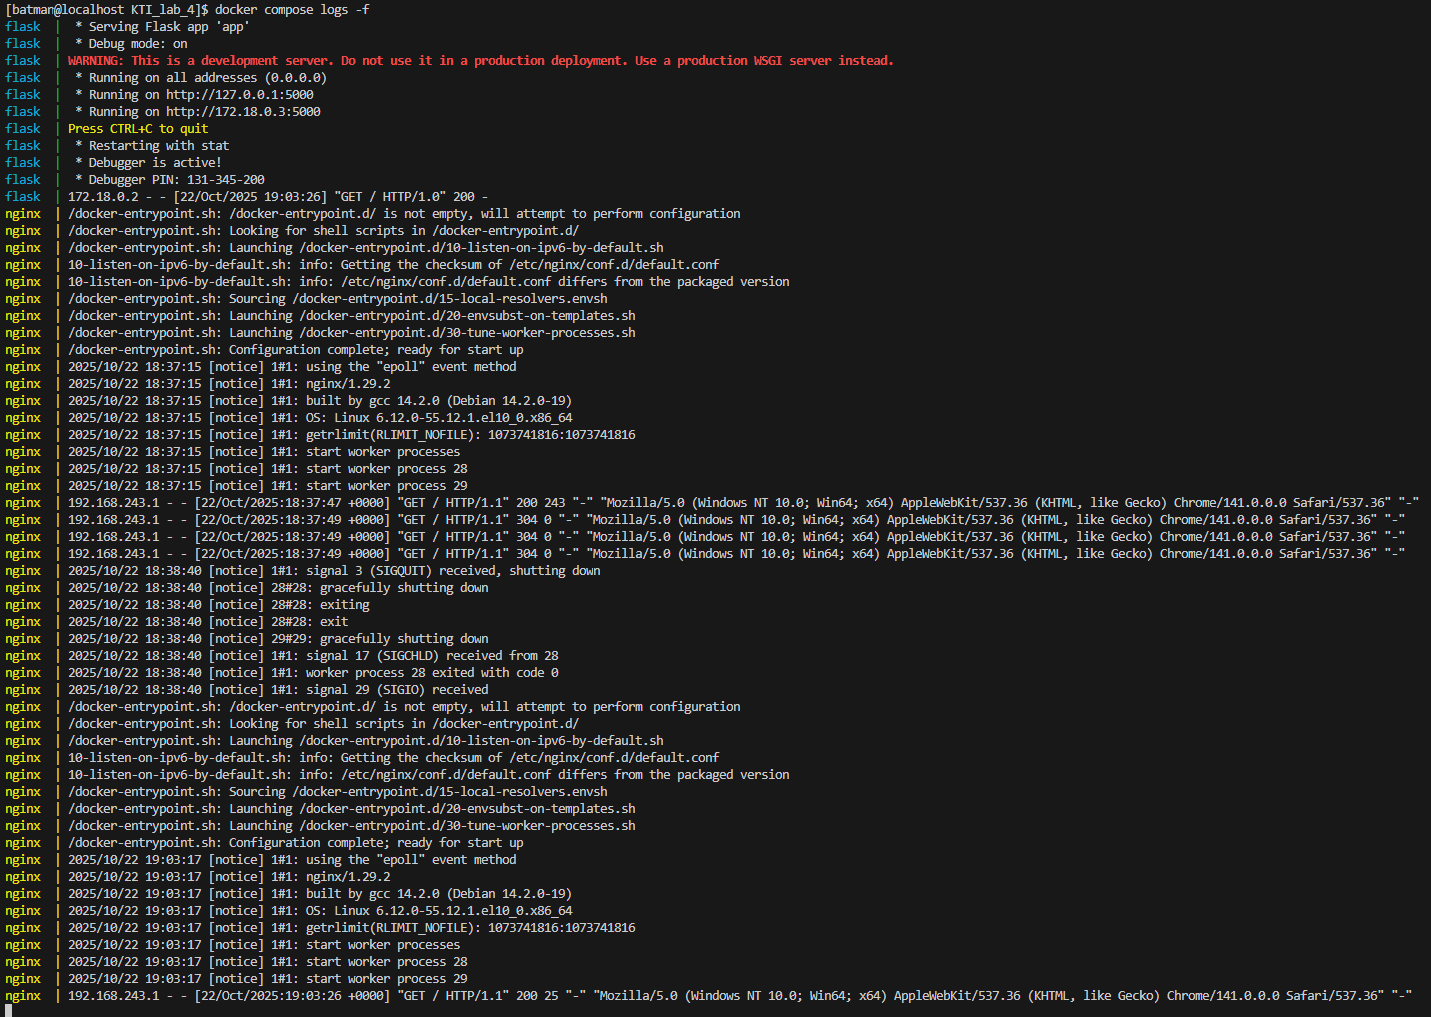 [batman@localhost KTI_lab_4]$ docker compose logs -f
flask  |  * Serving Flask app 'app'
flask  |  * Debug mode: on
flask  | WARNING: This is a development server. Do not use it in a production deployment. Use a production WSGI server instead.
flask  |  * Running on all addresses (0.0.0.0)
flask  |  * Running on http://127.0.0.1:5000
flask  |  * Running on http://172.18.0.3:5000
flask  | Press CTRL+C to quit
flask  |  * Restarting with stat
flask  |  * Debugger is active!
flask  |  * Debugger PIN: 131-345-200
flask  | 172.18.0.2 - - [22/Oct/2025 19:03:26] "GET / HTTP/1.0" 200 -
nginx  | /docker-entrypoint.sh: /docker-entrypoint.d/ is not empty, will attempt to perform configuration
nginx  | /docker-entrypoint.sh: Looking for shell scripts in /docker-entrypoint.d/
nginx  | /docker-entrypoint.sh: Launching /docker-entrypoint.d/10-listen-on-ipv6-by-default.sh
nginx  | 10-listen-on-ipv6-by-default.sh: info: Getting the checksum of /etc/nginx/conf.d/default.conf
nginx  | 10-listen-on-ipv6-by-default.sh: info: /etc/nginx/conf.d/default.conf differs from the packaged version
nginx  | /docker-entrypoint.sh: Sourcing /docker-entrypoint.d/15-local-resolvers.envsh
nginx  | /docker-entrypoint.sh: Launching /docker-entrypoint.d/20-envsubst-on-templates.sh
nginx  | /docker-entrypoint.sh: Launching /docker-entrypoint.d/30-tune-worker-processes.sh
nginx  | /docker-entrypoint.sh: Configuration complete; ready for start up
nginx  | 2025/10/22 18:37:15 [notice] 1#1: using the "epoll" event method
nginx  | 2025/10/22 18:37:15 [notice] 1#1: nginx/1.29.2
nginx  | 2025/10/22 18:37:15 [notice] 1#1: built by gcc 14.2.0 (Debian 14.2.0-19)
nginx  | 2025/10/22 18:37:15 [notice] 1#1: OS: Linux 6.12.0-55.12.1.el10_0.x86_64
nginx  | 2025/10/22 18:37:15 [notice] 1#1: getrlimit(RLIMIT_NOFILE): 1073741816:1073741816
nginx  | 2025/10/22 18:37:15 [notice] 1#1: start worker processes
nginx  | 2025/10/22 18:37:15 [notice] 1#1: start worker process 28
nginx  | 2025/10/22 18:37:15 [notice] 1#1: start worker process 29
nginx  | 192.168.243.1 - - [22/Oct/2025:18:37:47 +0000] "GET / HTTP/1.1" 200 243 "-" "Mozilla/5.0 (Windows NT 10.0; Win64; x64) AppleWebKit/537.36 (KHTML, like Gecko) Chrome/141.0.0.0 Safari/537.36" "-"
nginx  | 192.168.243.1 - - [22/Oct/2025:18:37:49 +0000] "GET / HTTP/1.1" 304 0 "-" "Mozilla/5.0 (Windows NT 10.0; Win64; x64) AppleWebKit/537.36 (KHTML, like Gecko) Chrome/141.0.0.0 Safari/537.36" "-"
nginx  | 192.168.243.1 - - [22/Oct/2025:18:37:49 +0000] "GET / HTTP/1.1" 304 0 "-" "Mozilla/5.0 (Windows NT 10.0; Win64; x64) AppleWebKit/537.36 (KHTML, like Gecko) Chrome/141.0.0.0 Safari/537.36" "-"
nginx  | 192.168.243.1 - - [22/Oct/2025:18:37:49 +0000] "GET / HTTP/1.1" 304 0 "-" "Mozilla/5.0 (Windows NT 10.0; Win64; x64) AppleWebKit/537.36 (KHTML, like Gecko) Chrome/141.0.0.0 Safari/537.36" "-"
nginx  | 2025/10/22 18:38:40 [notice] 1#1: signal 3 (SIGQUIT) received, shutting down
nginx  | 2025/10/22 18:38:40 [notice] 28#28: gracefully shutting down
nginx  | 2025/10/22 18:38:40 [notice] 28#28: exiting
nginx  | 2025/10/22 18:38:40 [notice] 28#28: exit
nginx  | 2025/10/22 18:38:40 [notice] 29#29: gracefully shutting down
nginx  | 2025/10/22 18:38:40 [notice] 1#1: signal 17 (SIGCHLD) received from 28
nginx  | 2025/10/22 18:38:40 [notice] 1#1: worker process 28 exited with code 0
nginx  | 2025/10/22 18:38:40 [notice] 1#1: signal 29 (SIGIO) received
nginx  | /docker-entrypoint.sh: /docker-entrypoint.d/ is not empty, will attempt to perform configuration
nginx  | /docker-entrypoint.sh: Looking for shell scripts in /docker-entrypoint.d/
nginx  | /docker-entrypoint.sh: Launching /docker-entrypoint.d/10-listen-on-ipv6-by-default.sh
nginx  | 10-listen-on-ipv6-by-default.sh: info: Getting the checksum of /etc/nginx/conf.d/default.conf
nginx  | 10-listen-on-ipv6-by-default.sh: info: /etc/nginx/conf.d/default.conf differs from the packaged version
nginx  | /docker-entrypoint.sh: Sourcing /docker-entrypoint.d/15-local-resolvers.envsh
nginx  | /docker-entrypoint.sh: Launching /docker-entrypoint.d/20-envsubst-on-templates.sh
nginx  | /docker-entrypoint.sh: Launching /docker-entrypoint.d/30-tune-worker-processes.sh
nginx  | /docker-entrypoint.sh: Configuration complete; ready for start up
nginx  | 2025/10/22 19:03:17 [notice] 1#1: using the "epoll" event method
nginx  | 2025/10/22 19:03:17 [notice] 1#1: nginx/1.29.2
nginx  | 2025/10/22 19:03:17 [notice] 1#1: built by gcc 14.2.0 (Debian 14.2.0-19)
nginx  | 2025/10/22 19:03:17 [notice] 1#1: OS: Linux 6.12.0-55.12.1.el10_0.x86_64
nginx  | 2025/10/22 19:03:17 [notice] 1#1: getrlimit(RLIMIT_NOFILE): 1073741816:1073741816
nginx  | 2025/10/22 19:03:17 [notice] 1#1: start worker processes
nginx  | 2025/10/22 19:03:17 [notice] 1#1: start worker process 28
nginx  | 2025/10/22 19:03:17 [notice] 1#1: start worker process 29
nginx  | 192.168.243.1 - - [22/Oct/2025:19:03:26 +0000] "GET / HTTP/1.1" 200 25 "-" "Mozilla/5.0 (Windows NT 10.0; Win64; x64) AppleWebKit/537.36 (KHTML, like Gecko) Chrome/141.0.0.0 Safari/537.36" "-"